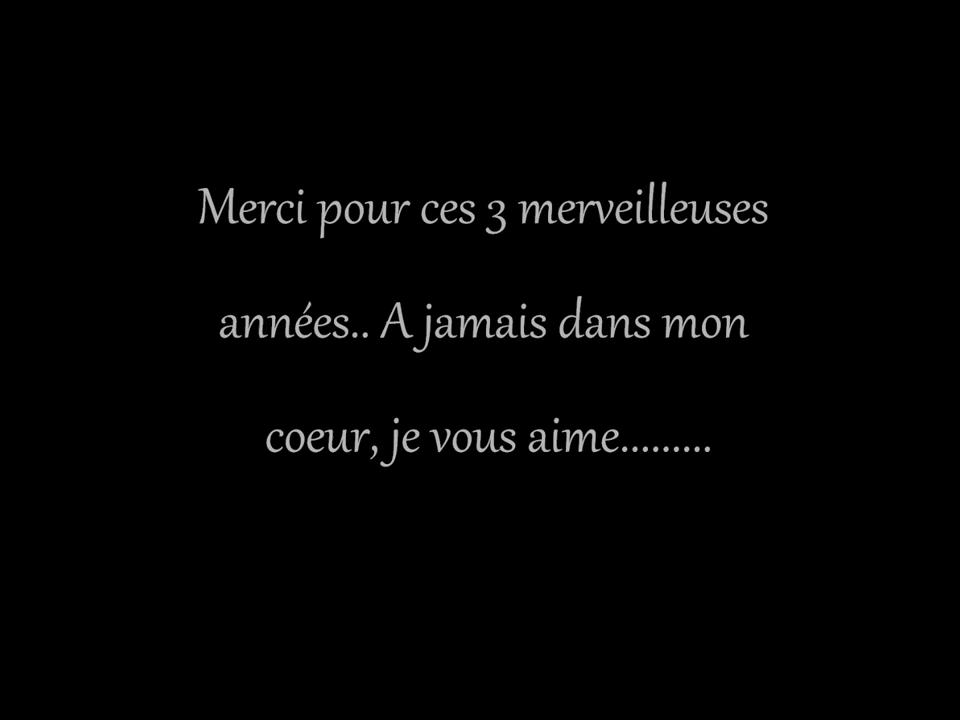 Merci pour ces 3 merveilleuses
années.. A jamais dans mon
coeur, je vous aime.........